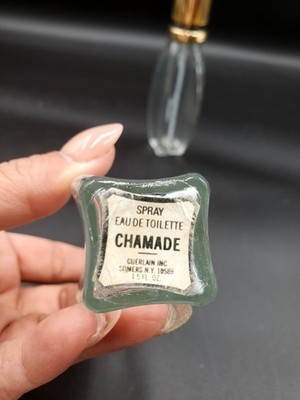 SPRAY
EAU DE TOILETTE
CHAMADE
GUERLAIN INC
SOMERS N.Y. 10589
1.5 FL. OZ.